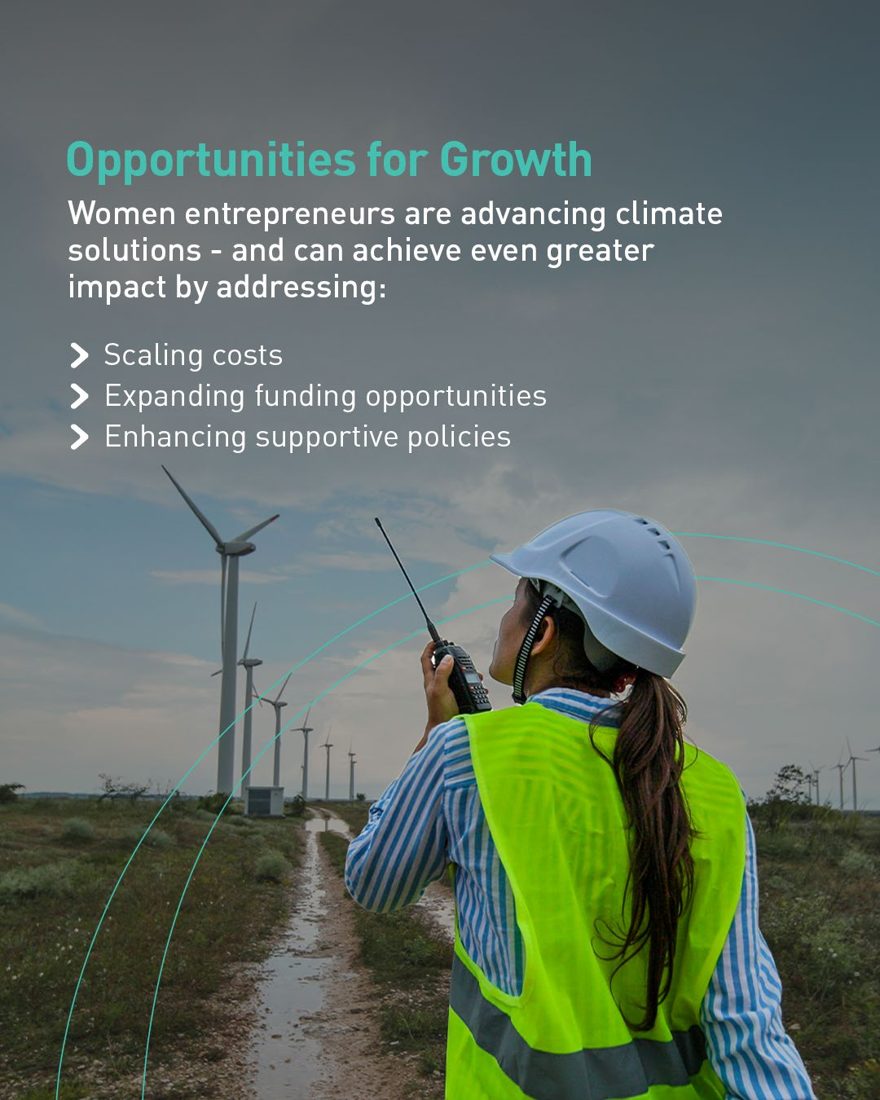 Opportunities for Growth
Women entrepreneurs are advancing climate
solutions - and can achieve even greater
impact by addressing:
Scaling costs
Expanding funding opportunities
Enhancing supportive policies